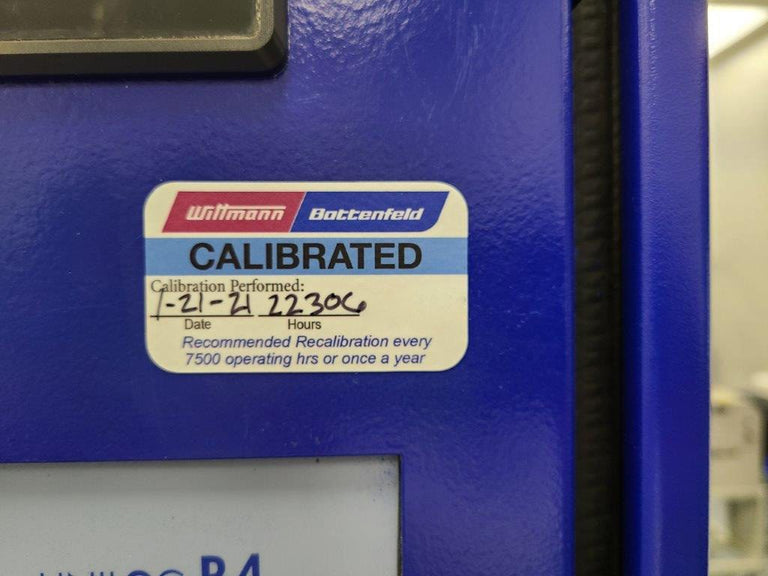 Wittmann Battenfeld
CALIBRATED
Calibration Performed:
1-21-21 22306
Date Hours
Recommended Recalibration every
7500 operating hrs or once a year
B4